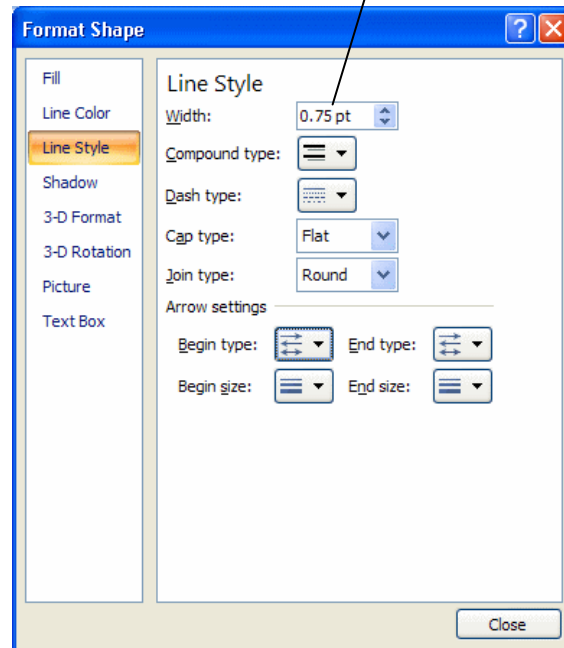 Format Shape
?
Fill
Line Color
Line Style
Shadow
3-D Format
3-D Rotation
Picture
Text Box
Line Style
Width: 0.75 pt
Compound type:
Dash type:
Cap type: Flat
Join type: Round
Arrow settings
Begin type: End type:
Begin size: End size:
Close